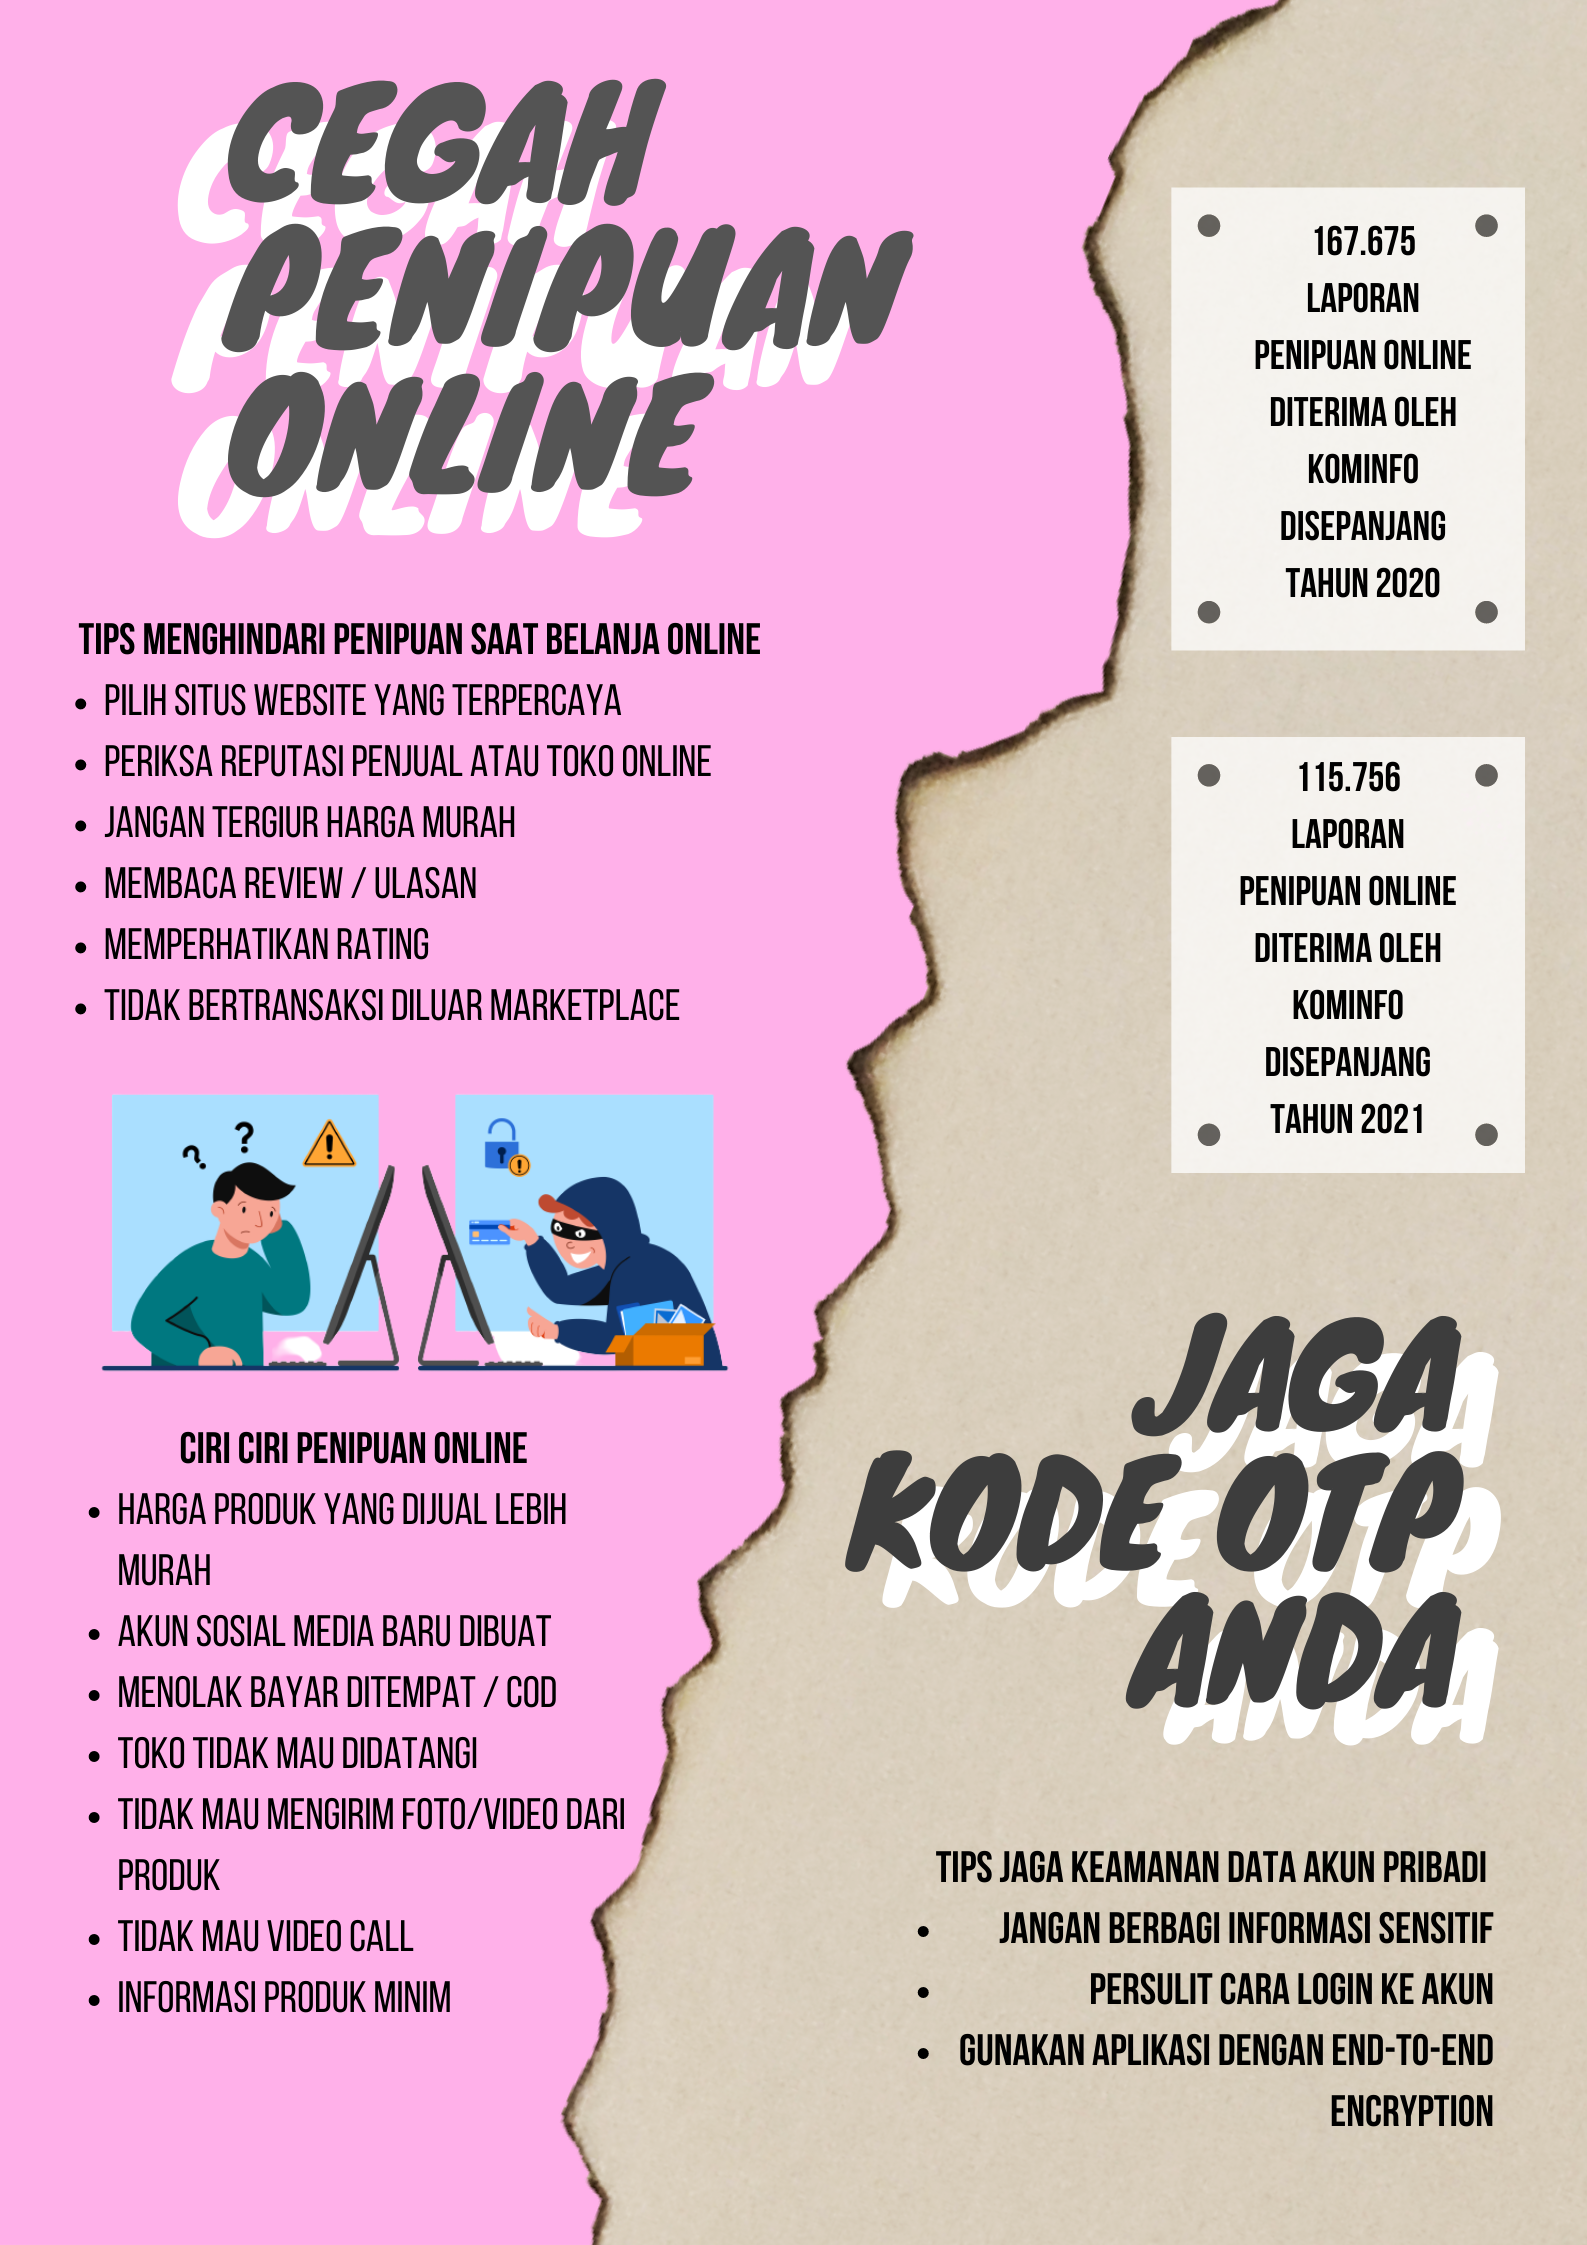 CEGAH
PENIPUAN
ONLINE
TIPS MENGHINDARI PENIPUAN SAAT BELANJA ONLINE
• PILIH SITUS WEBSITE YANG TERPERCAYA
• PERIKSA REPUTASI PENJUAL ATAU TOKO ONLINE
• JANGAN TERGIUR HARGA MURAH
• MEMBACA REVIEW / ULASAN
• MEMPERHATIKAN RATING
• TIDAK BERTRANSAKSI DILUAR MARKETPLACE
? ? !
!
CIRI CIRI PENIPUAN ONLINE
• HARGA PRODUK YANG DIJUAL LEBIH
MURAH
• AKUN SOSIAL MEDIA BARU DIBUAT
• MENOLAK BAYAR DITEMPAT / COD
• TOKO TIDAK MAU DIDATANGI
• TIDAK MAU MENGIRIM FOTO/VIDEO DARI
PRODUK
• TIDAK MAU VIDEO CALL
• INFORMASI PRODUK MINIM
167.675
LAPORAN
PENIPUAN ONLINE
DITERIMA OLEH
KOMINFO
DISEPANJANG
TAHUN 2020
115.756
LAPORAN
PENIPUAN ONLINE
DITERIMA OLEH
KOMINFO
DISEPANJANG
TAHUN 2021
JAGA
KODE OTP
ANDA
TIPS JAGA KEAMANAN DATA AKUN PRIBADI
• JANGAN BERBAGI INFORMASI SENSITIF
• PERSULIT CARA LOGIN KE AKUN
• GUNAKAN APLIKASI DENGAN END-TO-END
ENCRYPTION